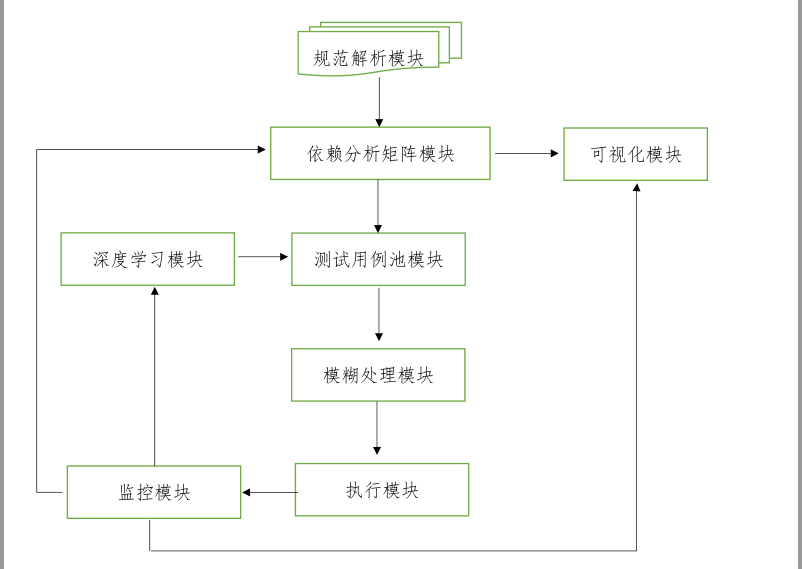 规范解析模块
依赖分析矩阵模块
可视化模块
深度学习模块
测试用例池模块
模糊处理模块
监控模块
执行模块